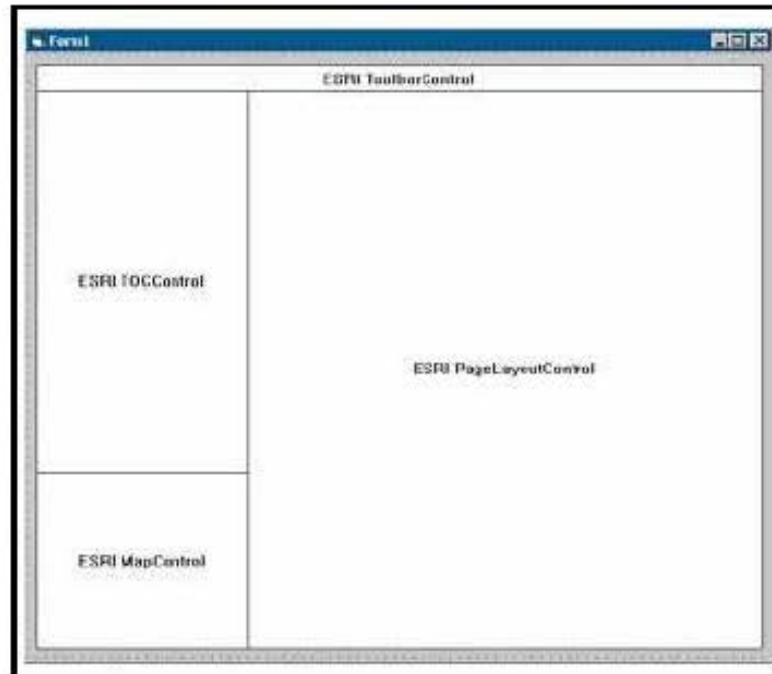 Form1
ESRI ToolbarControl
ESRI TOCControl
ESRI PageLayoutControl
ESRI MapControl